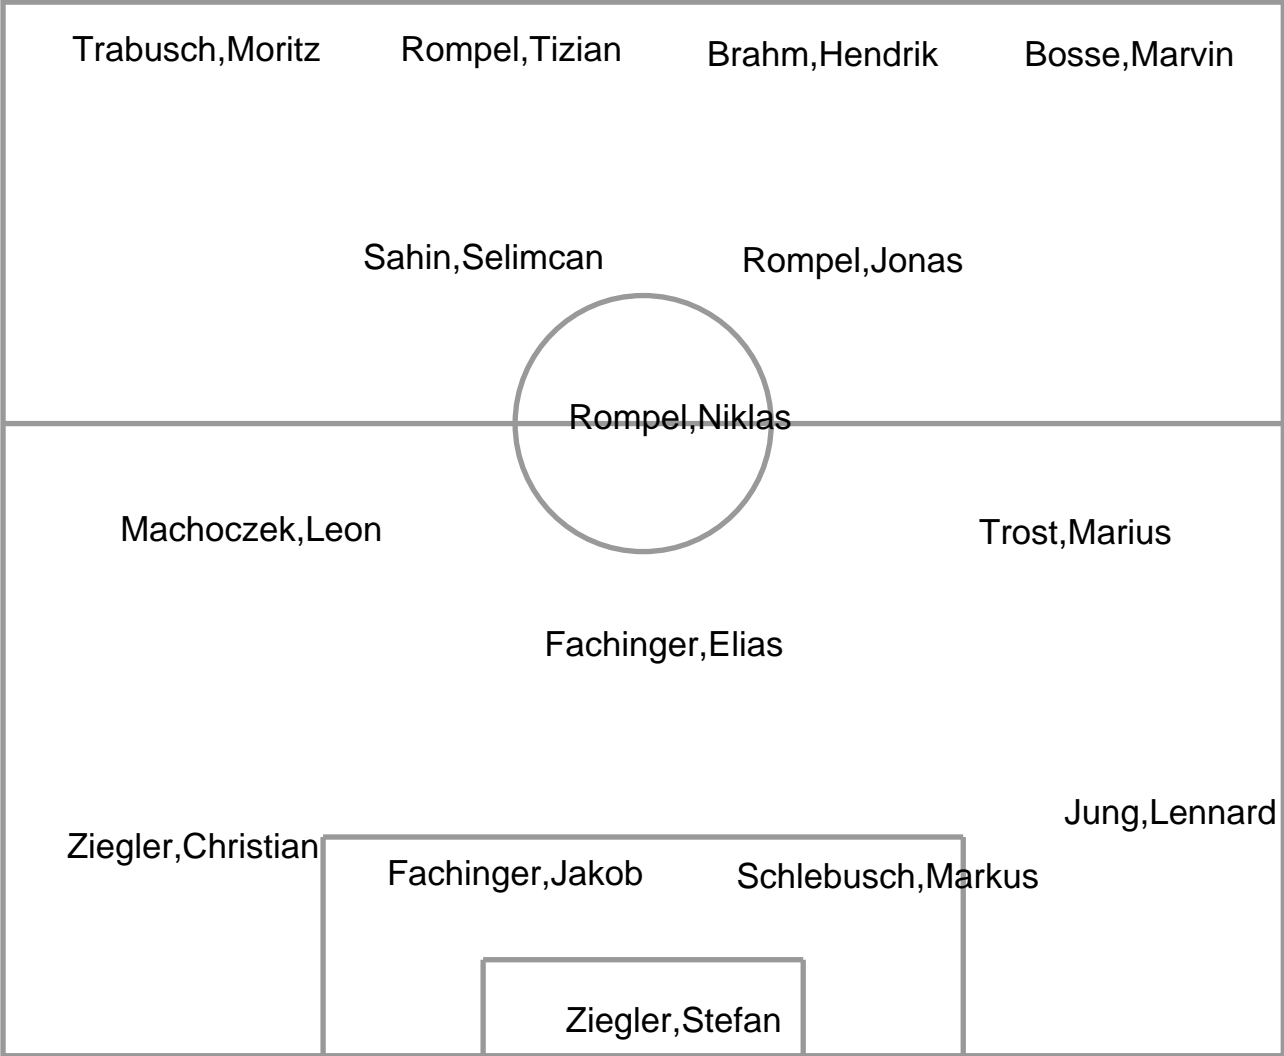 Trabusch,Moritz
Rompel,Tizian
Brahm,Hendrik
Bosse,Marvin
Sahin,Selimcan
Rompel,Jonas
Rompel,Niklas
Machoczek,Leon
Trost,Marius
Fachinger,Elias
Jung,Lennard
Ziegler,Christian
Fachinger,Jakob
Schlebusch,Markus
Ziegler,Stefan